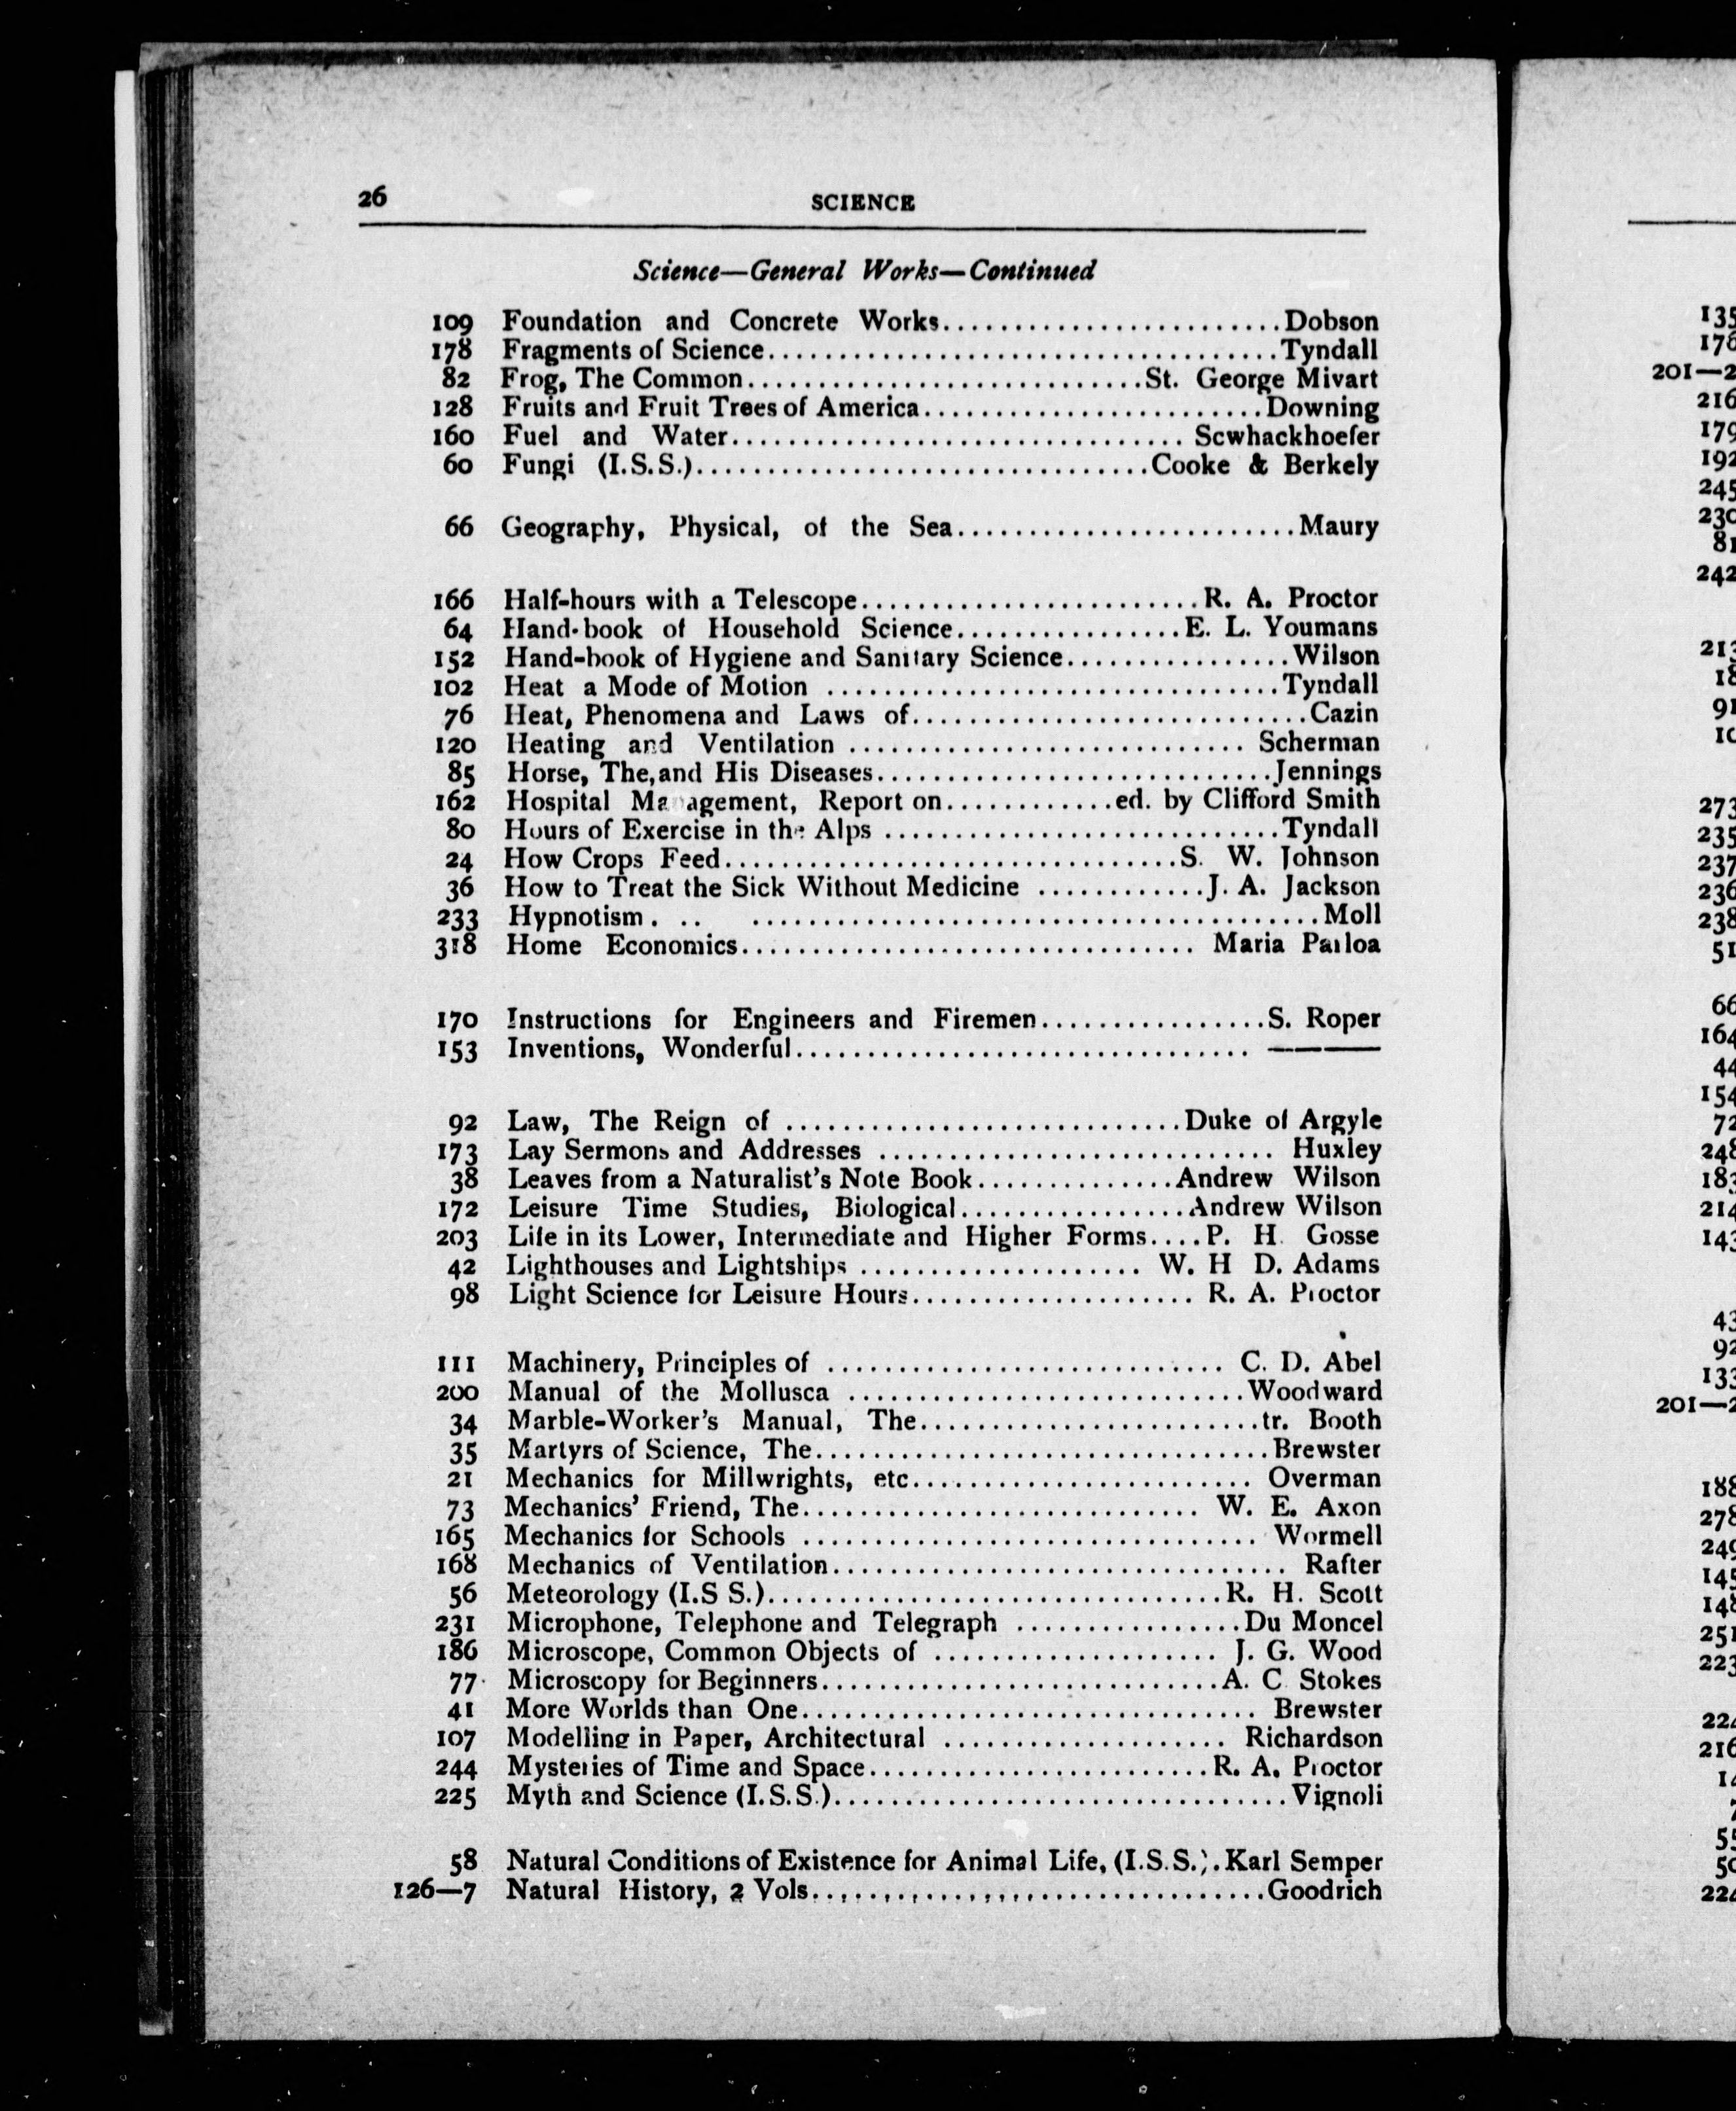 26
SCIENCE
Science—General Works—Continued
109 Foundation and Concrete Works........................Dobson
178 Fragments of Science....................................Tyndall
82 Frog, The Common............................St. George Mivart
128 Fruits and Fruit Trees of America........................Downing
160 Fuel and Water................................ Scwhackhoefer
60 Fungi (I.S.S.)................................Cooke & Berkely
66 Geography, Physical, of the Sea........................Maury
166 Half-hours with a Telescope........................R. A. Proctor
64 Hand-book of Household Science................E. L. Youmans
152 Hand-book of Hygiene and Sanitary Science................Wilson
102 Heat a Mode of Motion ................................Tyndall
76 Heat, Phenomena and Laws of............................Cazin
120 Heating and Ventilation ............................ Scherman
85 Horse, The, and His Diseases............................Jennings
162 Hospital Management, Report on............ed. by Clifford Smith
80 Hours of Exercise in the Alps ............................Tyndall
24 How Crops Feed................................S. W. Johnson
36 How to Treat the Sick Without Medicine ............J. A. Jackson
233 Hypnotism. .. ........................................Moll
318 Home Economics................................ Maria Parloa
170 Instructions for Engineers and Firemen................S. Roper
153 Inventions, Wonderful................................ ————
92 Law, The Reign of ............................Duke of Argyle
173 Lay Sermons and Addresses ............................ Huxley
38 Leaves from a Naturalist's Note Book..............Andrew Wilson
172 Leisure Time Studies, Biological................Andrew Wilson
203 Life in its Lower, Intermediate and Higher Forms....P. H. Gosse
42 Lighthouses and Lightships .................... W. H D. Adams
98 Light Science for Leisure Hours.................... R. A. Proctor
111 Machinery, Principles of ............................ C. D. Abel
200 Manual of the Mollusca ............................Woodward
34 Marble-Worker's Manual, The........................tr. Booth
35 Martyrs of Science, The................................Brewster
21 Mechanics for Millwrights, etc........................ Overman
73 Mechanics' Friend, The............................ W. E. Axon
165 Mechanics for Schools ................................ Wormell
168 Mechanics of Ventilation................................ Rafter
56 Meteorology (I.S S.)................................R. H. Scott
231 Microphone, Telephone and Telegraph ................Du Moncel
186 Microscope, Common Objects of .................... J. G. Wood
77 Microscopy for Beginners............................A. C. Stokes
41 More Worlds than One................................ Brewster
107 Modelling in Paper, Architectural .................... Richardson
244 Mysteries of Time and Space........................R. A. Proctor
225 Myth and Science (I.S.S.)................................Vignoli
58 Natural Conditions of Existence for Animal Life, (I.S.S.).Karl Semper
126—7 Natural History, 2 Vols................................Goodrich